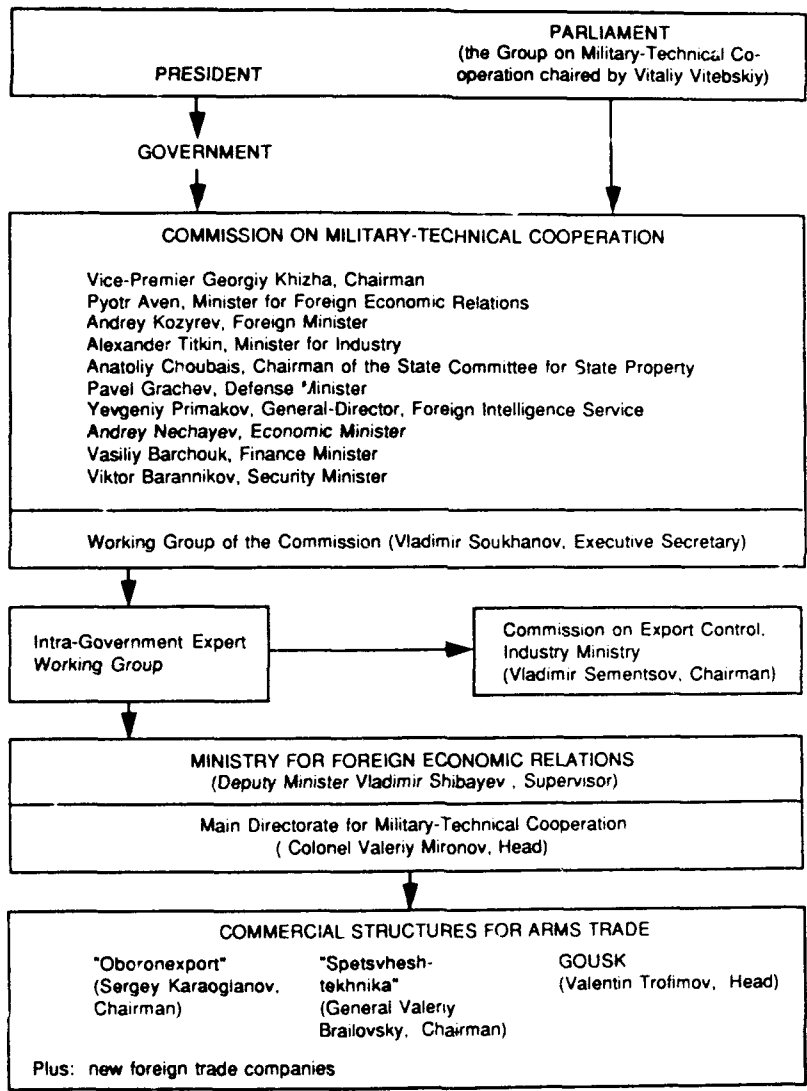 PARLIAMENT
(the Group on Military-Technical Co-
operation chaired by Vitaliy Vitebskiy)
PRESIDENT
GOVERNMENT
COMMISSION ON MILITARY-TECHNICAL COOPERATION
Vice-Premier Georgiy Khizha, Chairman
Pyotr Aven, Minister for Foreign Economic Relations
Andrey Kozyrev, Foreign Minister
Alexander Titkin, Minister for Industry
Anatoliy Choubais, Chairman of the State Committee for State Property
Pavel Grachev, Defense Minister
Yevgeniy Primakov, General-Director, Foreign Intelligence Service
Andrey Nechayev, Economic Minister
Vasiliy Barchouk, Finance Minister
Viktor Barannikov, Security Minister
Working Group of the Commission (Vladimir Soukhanov, Executive Secretary)
Intra-Government Expert
Working Group
Commission on Export Control,
Industry Ministry
(Vladimir Sementsov, Chairman)
MINISTRY FOR FOREIGN ECONOMIC RELATIONS
(Deputy Minister Vladimir Shibayev , Supervisor)
Main Directorate for Military-Technical Cooperation
( Colonel Valeriy Mironov, Head)
COMMERCIAL STRUCTURES FOR ARMS TRADE
"Oboronexport"
(Sergey Karaoglanov,
Chairman)
"Spetsvhesh-
tekhnika"
(General Valeriy
Brailovsky, Chairman)
GOUSK
(Valentin Trofimov, Head)
Plus: new foreign trade companies